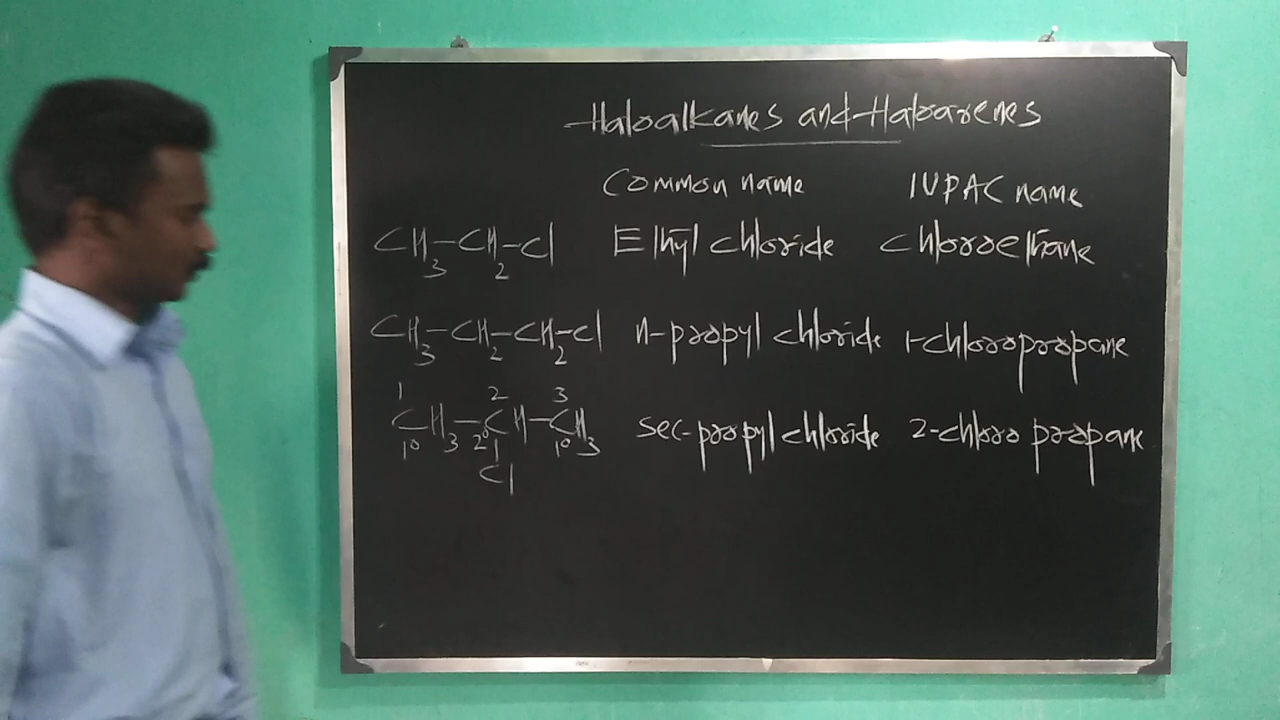 Haloalkanes and Haloarenes
Common name IUPAC name
CH3-CH2-Cl Ethyl chloride chloroethane
CH3-CH2-CH2-Cl n-propyl chloride 1-chloropropane
1 2 3
CH3-CH-CH3 sec-propyl chloride 2-chloro propane
1° 2° 1°
Cl